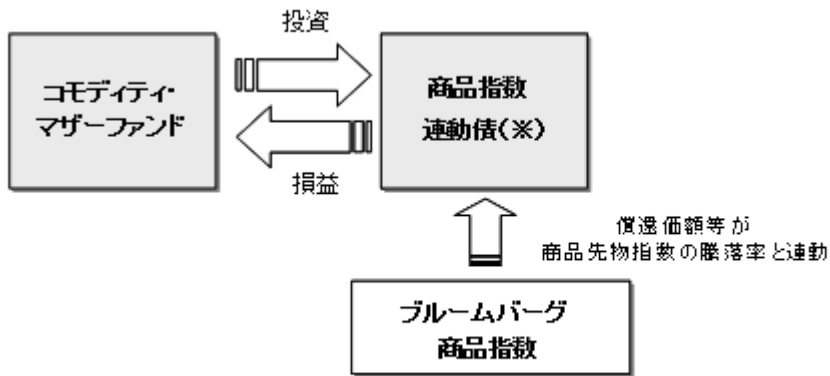 投資
コモディティ・
マザーファンド
商品指数
連動債(※)
損益
償還価額等が
商品先物指数の騰落率と連動
ブルームバーグ
商品指数